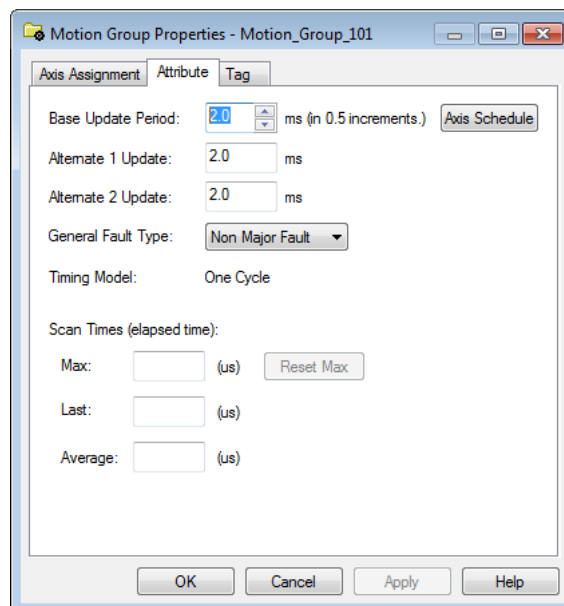 Motion Group Properties - Motion_Group_101
Axis Assignment Attribute Tag
Base Update Period: 2.0 ms (in 0.5 increments.) Axis Schedule
Alternate 1 Update: 2.0 ms
Alternate 2 Update: 2.0 ms
General Fault Type: Non Major Fault
Timing Model: One Cycle
Scan Times (elapsed time):
Max: (us) Reset Max
Last: (us)
Average: (us)
OK Cancel Apply Help